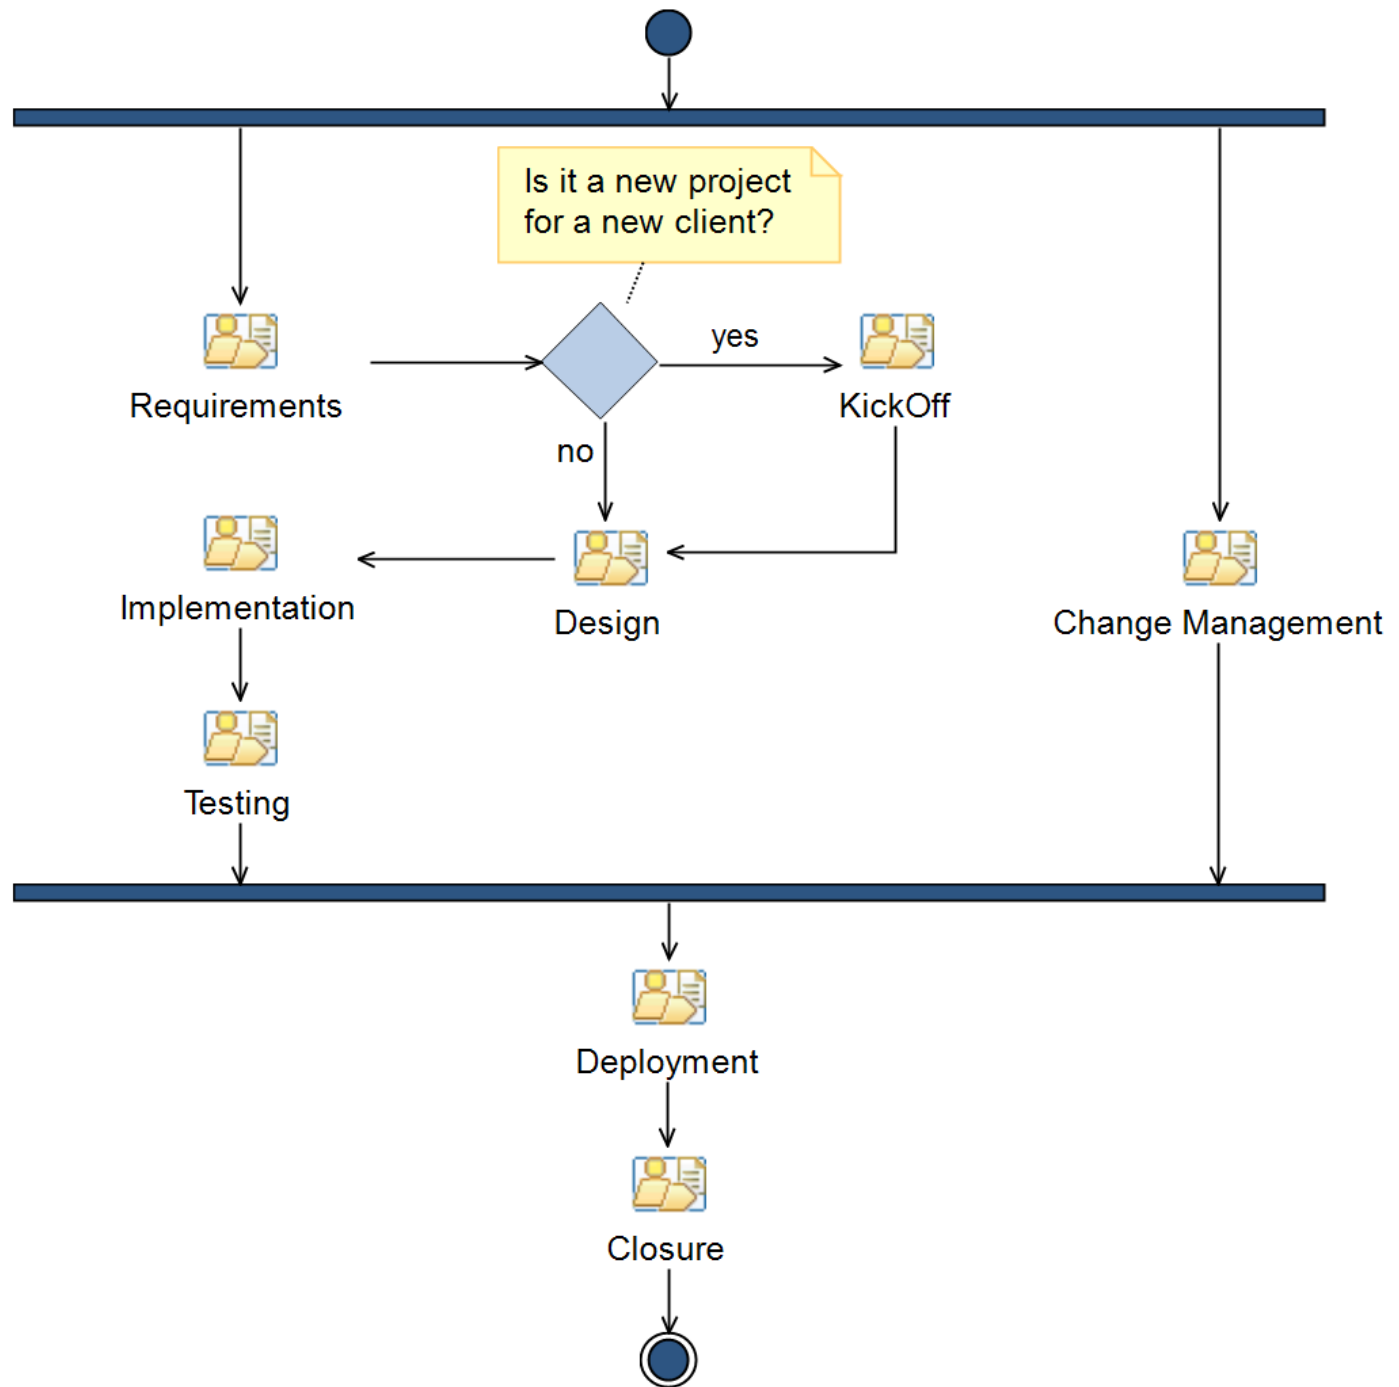 Is it a new project
for a new client?
yes
Requirements
KickOff
no
Implementation
Design
Change Management
Testing
Deployment
Closure